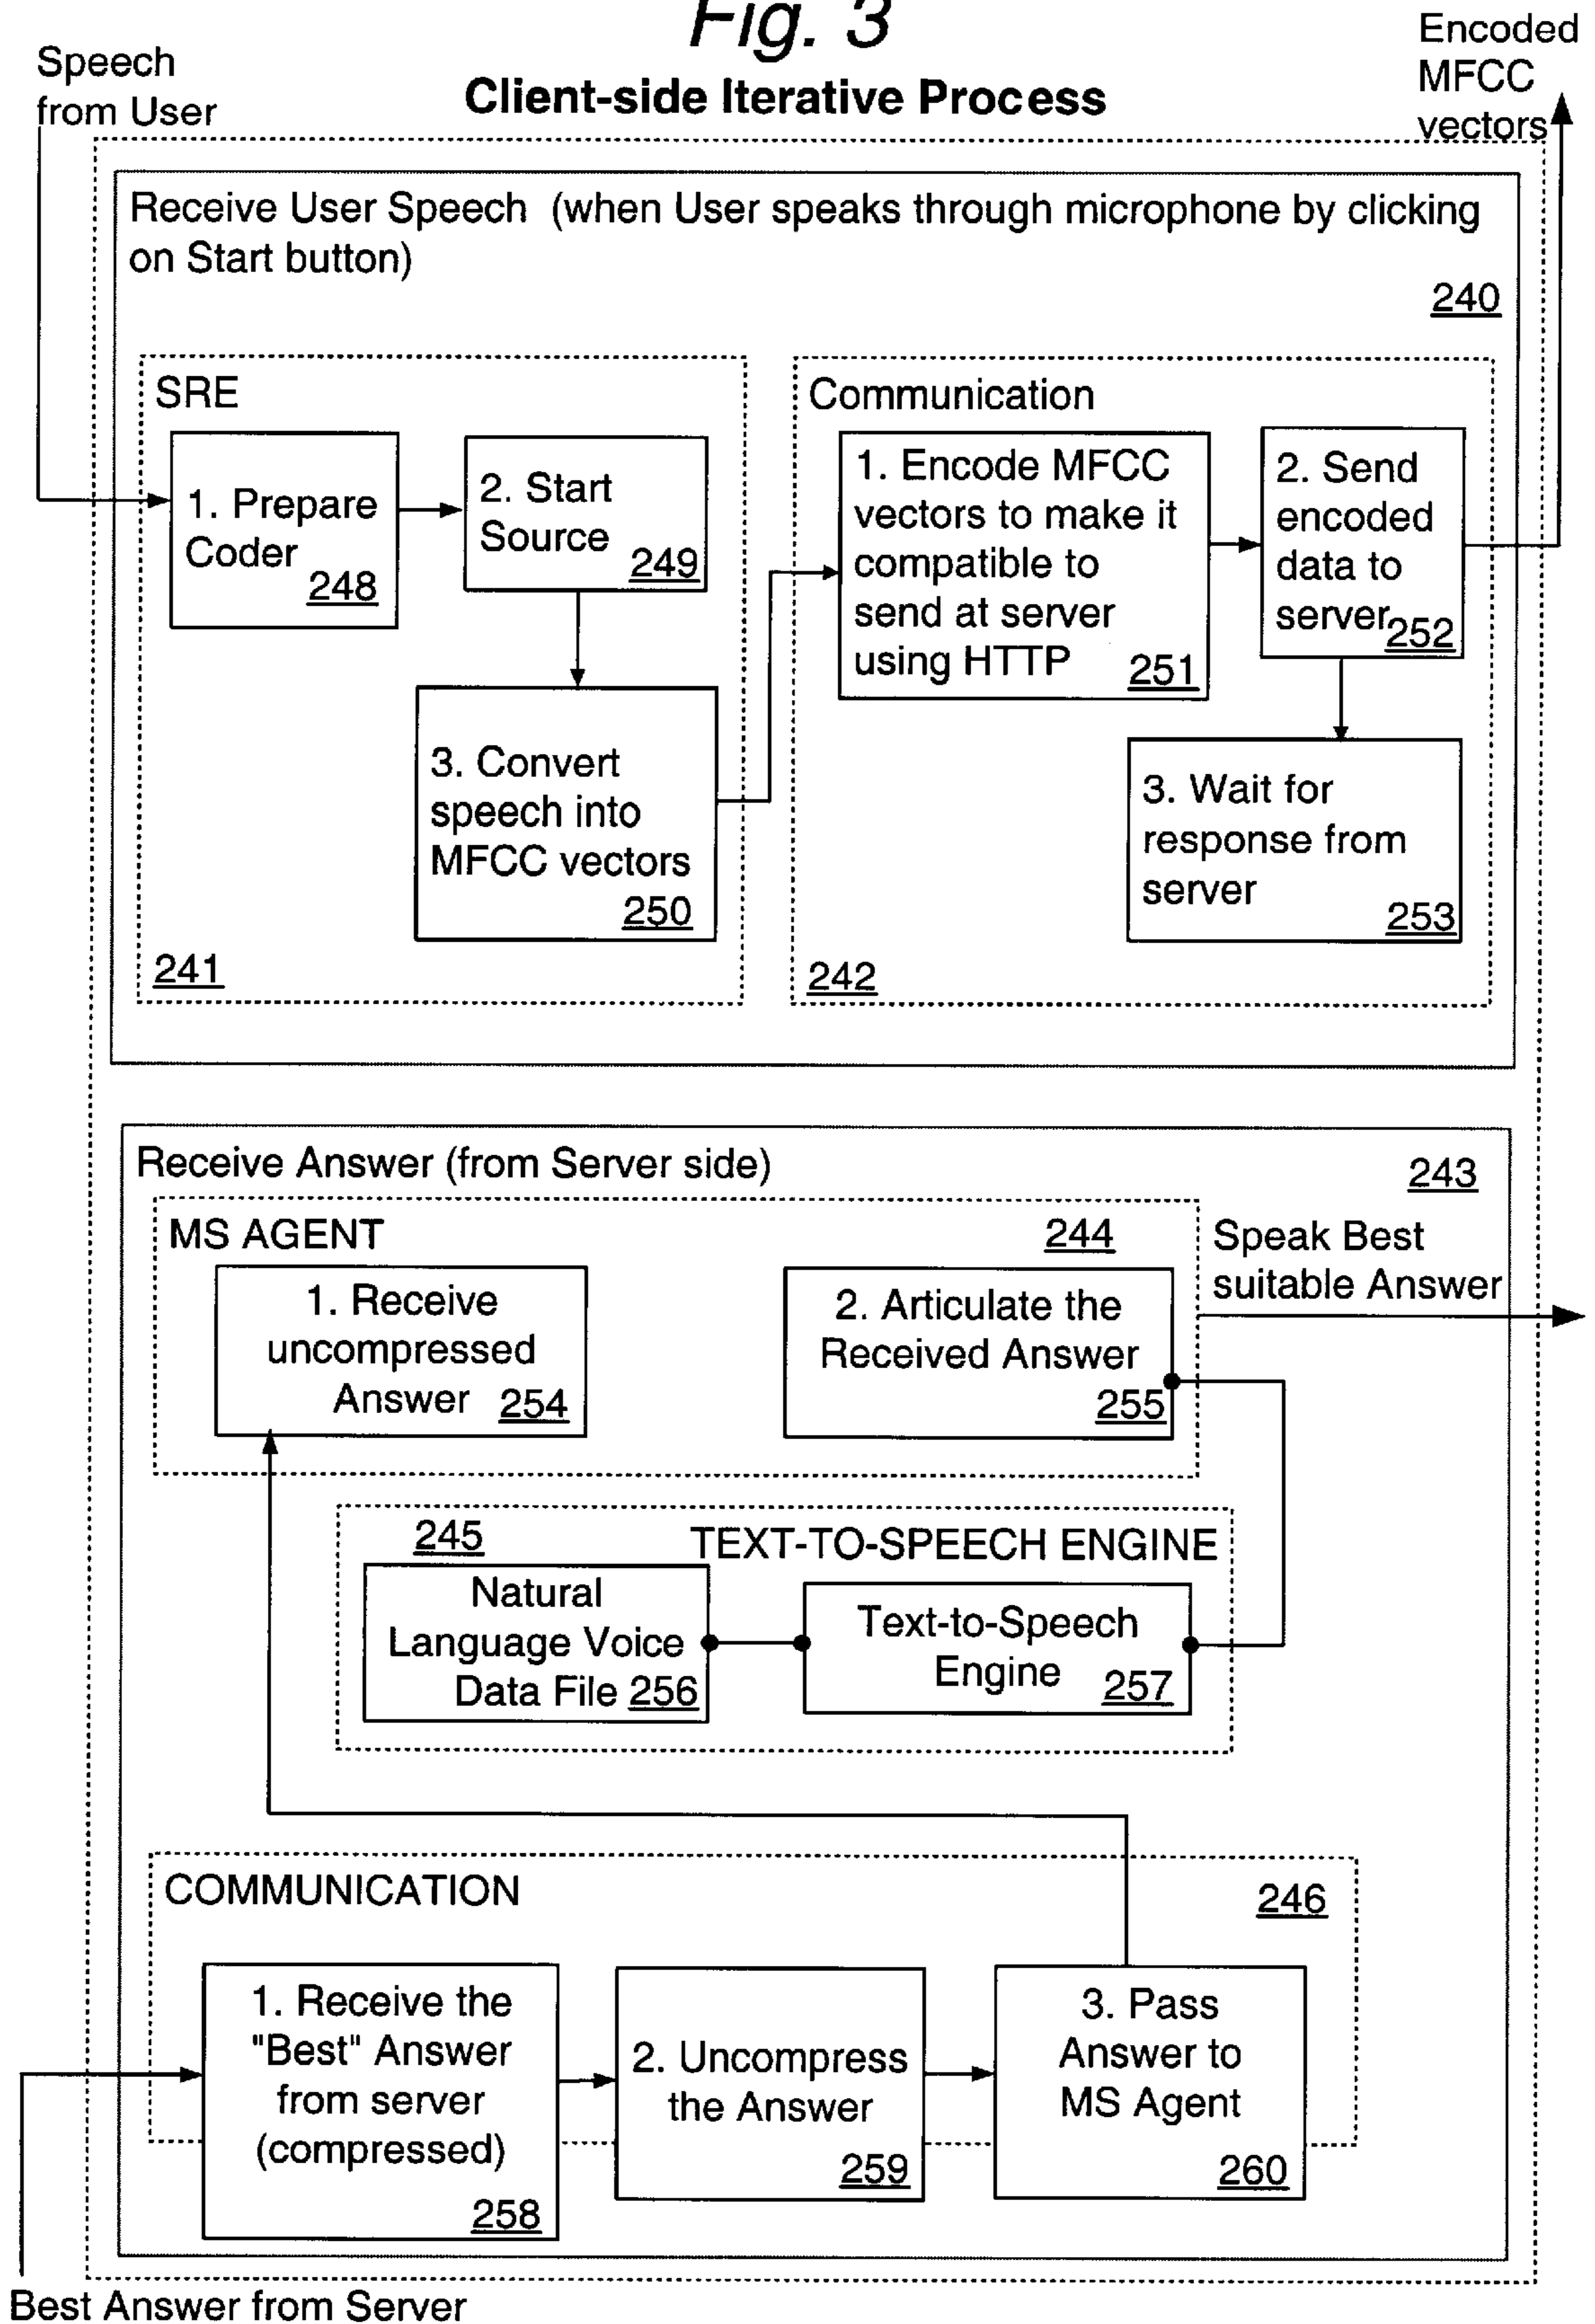 Fig. 3
Client-side Iterative Process
Speech
from User
Encoded
MFCC
vectors
Receive User Speech (when User speaks through microphone by clicking
on Start button)
240
SRE
1. Prepare
Coder
248
2. Start
Source
249
3. Convert
speech into
MFCC vectors
250
241
Communication
1. Encode MFCC
vectors to make it
compatible to
send at server
using HTTP
251
2. Send
encoded
data to
server
252
3. Wait for
response from
server
253
242
Receive Answer (from Server side)
243
MS AGENT
244
1. Receive
uncompressed
Answer 254
2. Articulate the
Received Answer
255
Speak Best
suitable Answer
245
TEXT-TO-SPEECH ENGINE
Natural
Language Voice
Data File 256
Text-to-Speech
Engine
257
COMMUNICATION
246
1. Receive the
"Best" Answer
from server
(compressed)
258
2. Uncompress
the Answer
259
3. Pass
Answer to
MS Agent
260
Best Answer from Server